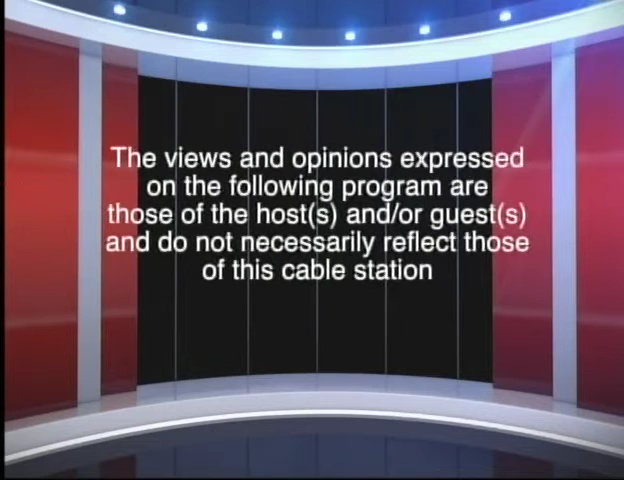 The views and opinions expressed
on the following program are
those of the host(s) and/or guest(s)
and do not necessarily reflect those
of this cable station